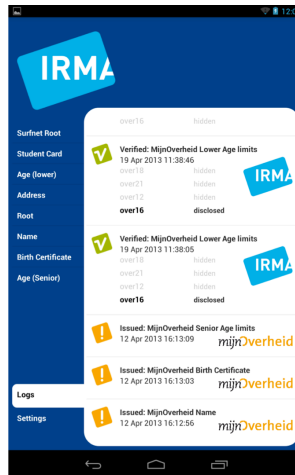 12:0
IRMA
Surfnet Root
Student Card
Age (lower)
Address
Root
Name
Birth Certificate
Age (Senior)
Logs
Settings
over16 hidden
Verified: MijnOverheid Lower Age limits
19 Apr 2013 11:38:46
over18 hidden
over21 hidden
over12 hidden
over16 disclosed
IRMA
Verified: MijnOverheid Lower Age limits
19 Apr 2013 11:38:05
over18 hidden
over21 hidden
over12 hidden
over16 disclosed
IRMA
Issued: MijnOverheid Senior Age limits
12 Apr 2013 16:13:09
mijnOverheid
Issued: MijnOverheid Birth Certificate
12 Apr 2013 16:13:03
mijnOverheid
Issued: MijnOverheid Name
12 Apr 2013 16:12:56
mijnOverheid